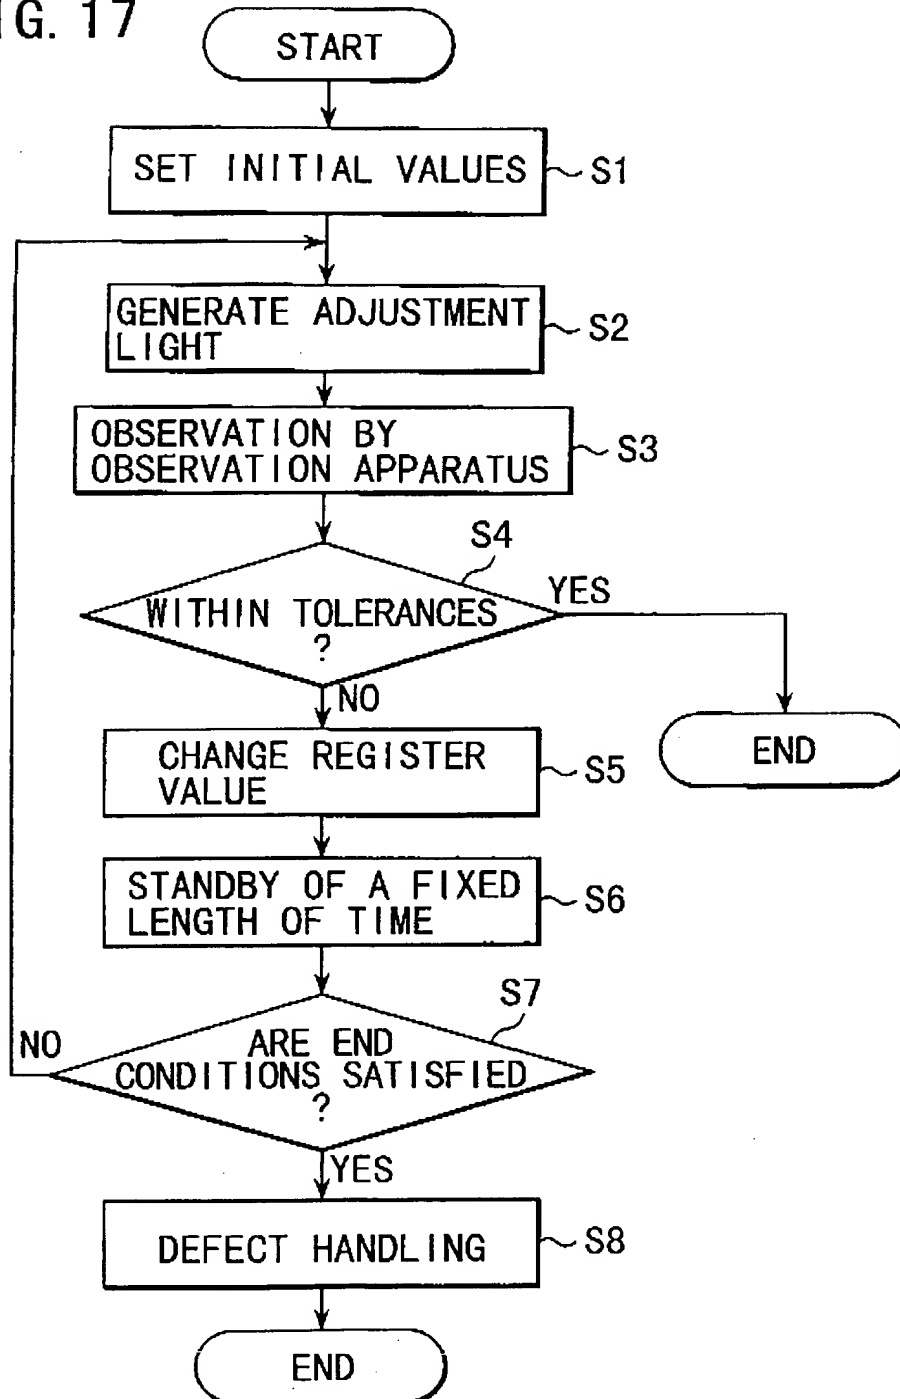 IG. 17
START
SET INITIAL VALUES
S1
GENERATE ADJUSTMENT
LIGHT
S2
OBSERVATION BY
OBSERVATION APPARATUS
S3
S4
WITHIN TOLERANCES
?
YES
NO
END
CHANGE REGISTER
VALUE
S5
STANDBY OF A FIXED
LENGTH OF TIME
S6
S7
ARE END
CONDITIONS SATISFIED
?
NO
YES
DEFECT HANDLING
S8
END